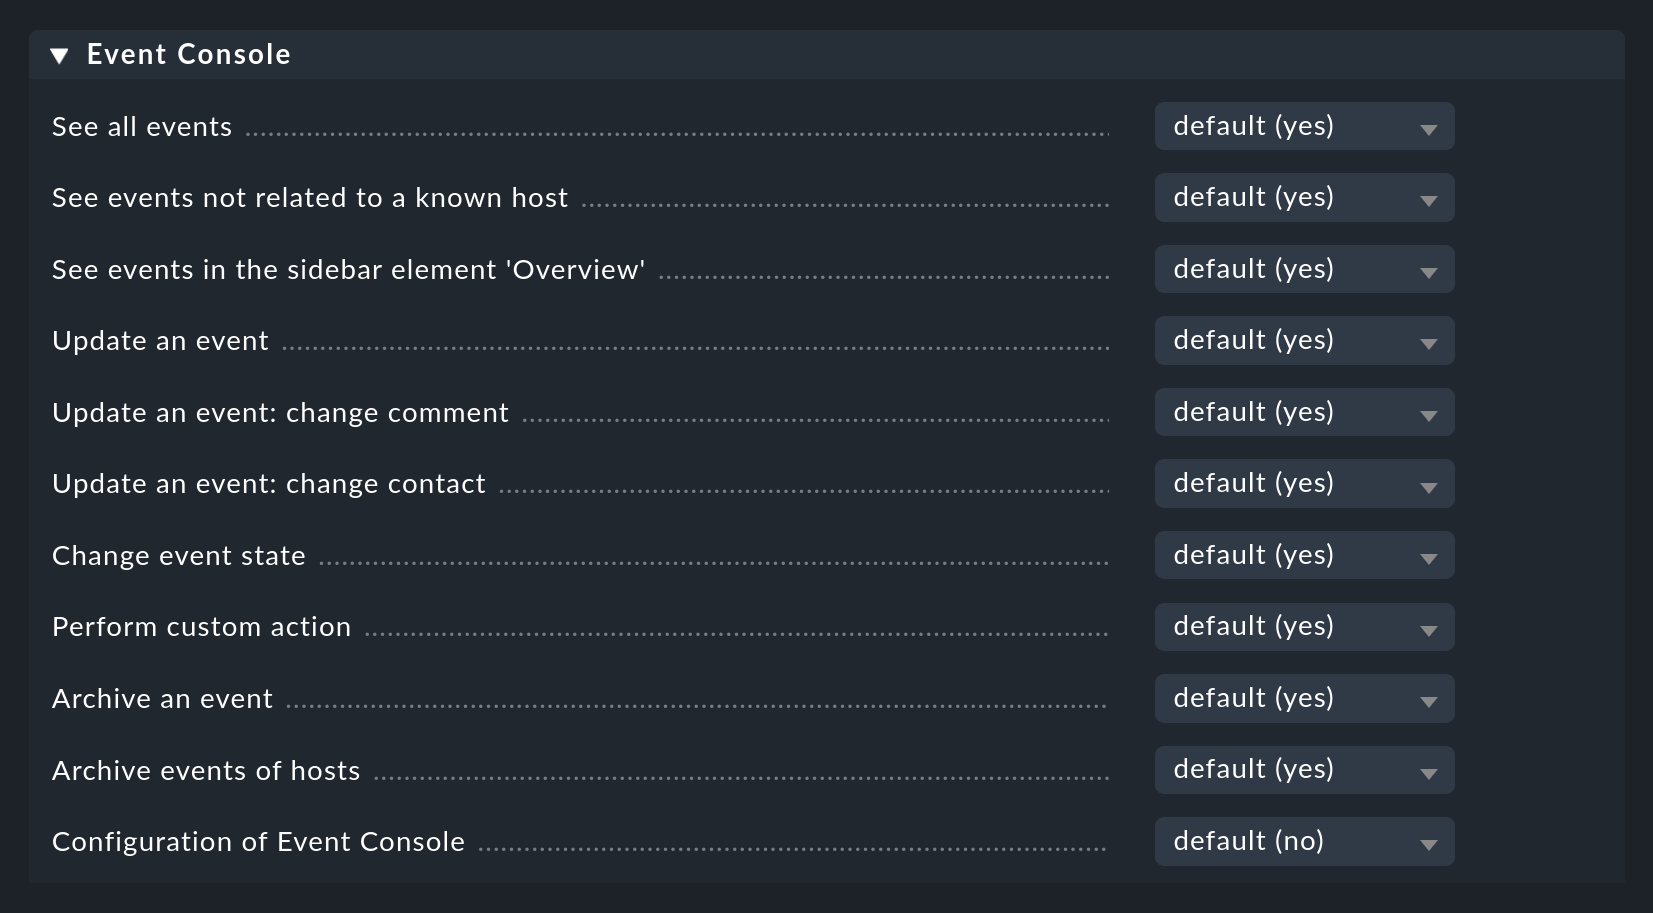 Event Console
See all events default (yes)
See events not related to a known host default (yes)
See events in the sidebar element 'Overview' default (yes)
Update an event default (yes)
Update an event: change comment default (yes)
Update an event: change contact default (yes)
Change event state default (yes)
Perform custom action default (yes)
Archive an event default (yes)
Archive events of hosts default (yes)
Configuration of Event Console default (no)